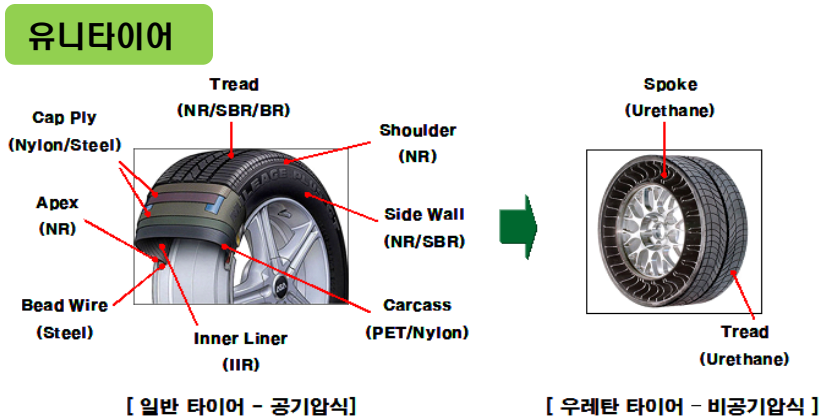 유니타이어
Tread
(NR/SBR/BR)
Cap Ply
(Nylon/Steel)
Shoulder
(NR)
Apex
(NR)
Side Wall
(NR/SBR)
Bead Wire
(Steel)
Inner Liner
(IIR)
Carcass
(PET/Nylon)
[ 일반 타이어 - 공기압식]
Spoke
(Urethane)
Tread
(Urethane)
[ 우레탄 타이어 - 비공기압식 ]